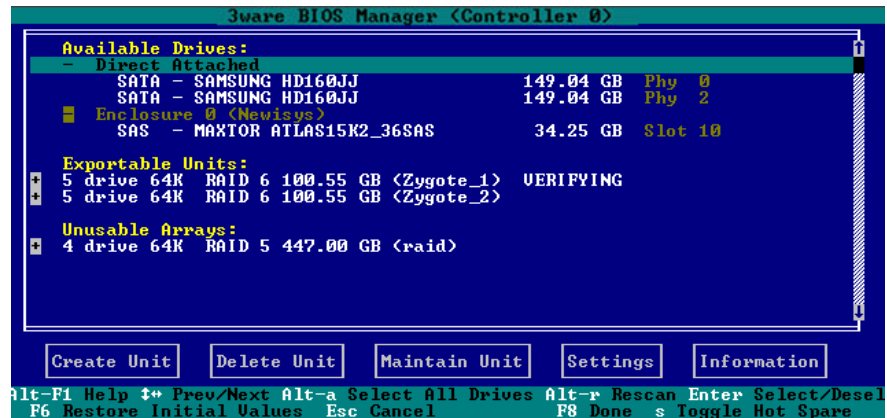 3ware BIOS Manager (Controller 0)
Available Drives:
- Direct Attached
SATA - SAMSUNG HD160JJ 149.04 GB Phy 0
SATA - SAMSUNG HD160JJ 149.04 GB Phy 2
- Enclosure 0 (Newisys)
SAS - MAXTOR ATLAS15K2_36SAS 34.25 GB Slot 10
Exportable Units:
+ 5 drive 64K RAID 6 100.55 GB (Zygote_1) VERIFYING
+ 5 drive 64K RAID 6 100.55 GB (Zygote_2)
Unusable Arrays:
+ 4 drive 64K RAID 5 447.00 GB (raid)
Create Unit Delete Unit Maintain Unit Settings Information
Alt-F1 Help ↕↔ Prev/Next Alt-a Select All Drives Alt-r Rescan Enter Select/Desel
F6 Restore Initial Values Esc Cancel F8 Done s Toggle Hot Spare